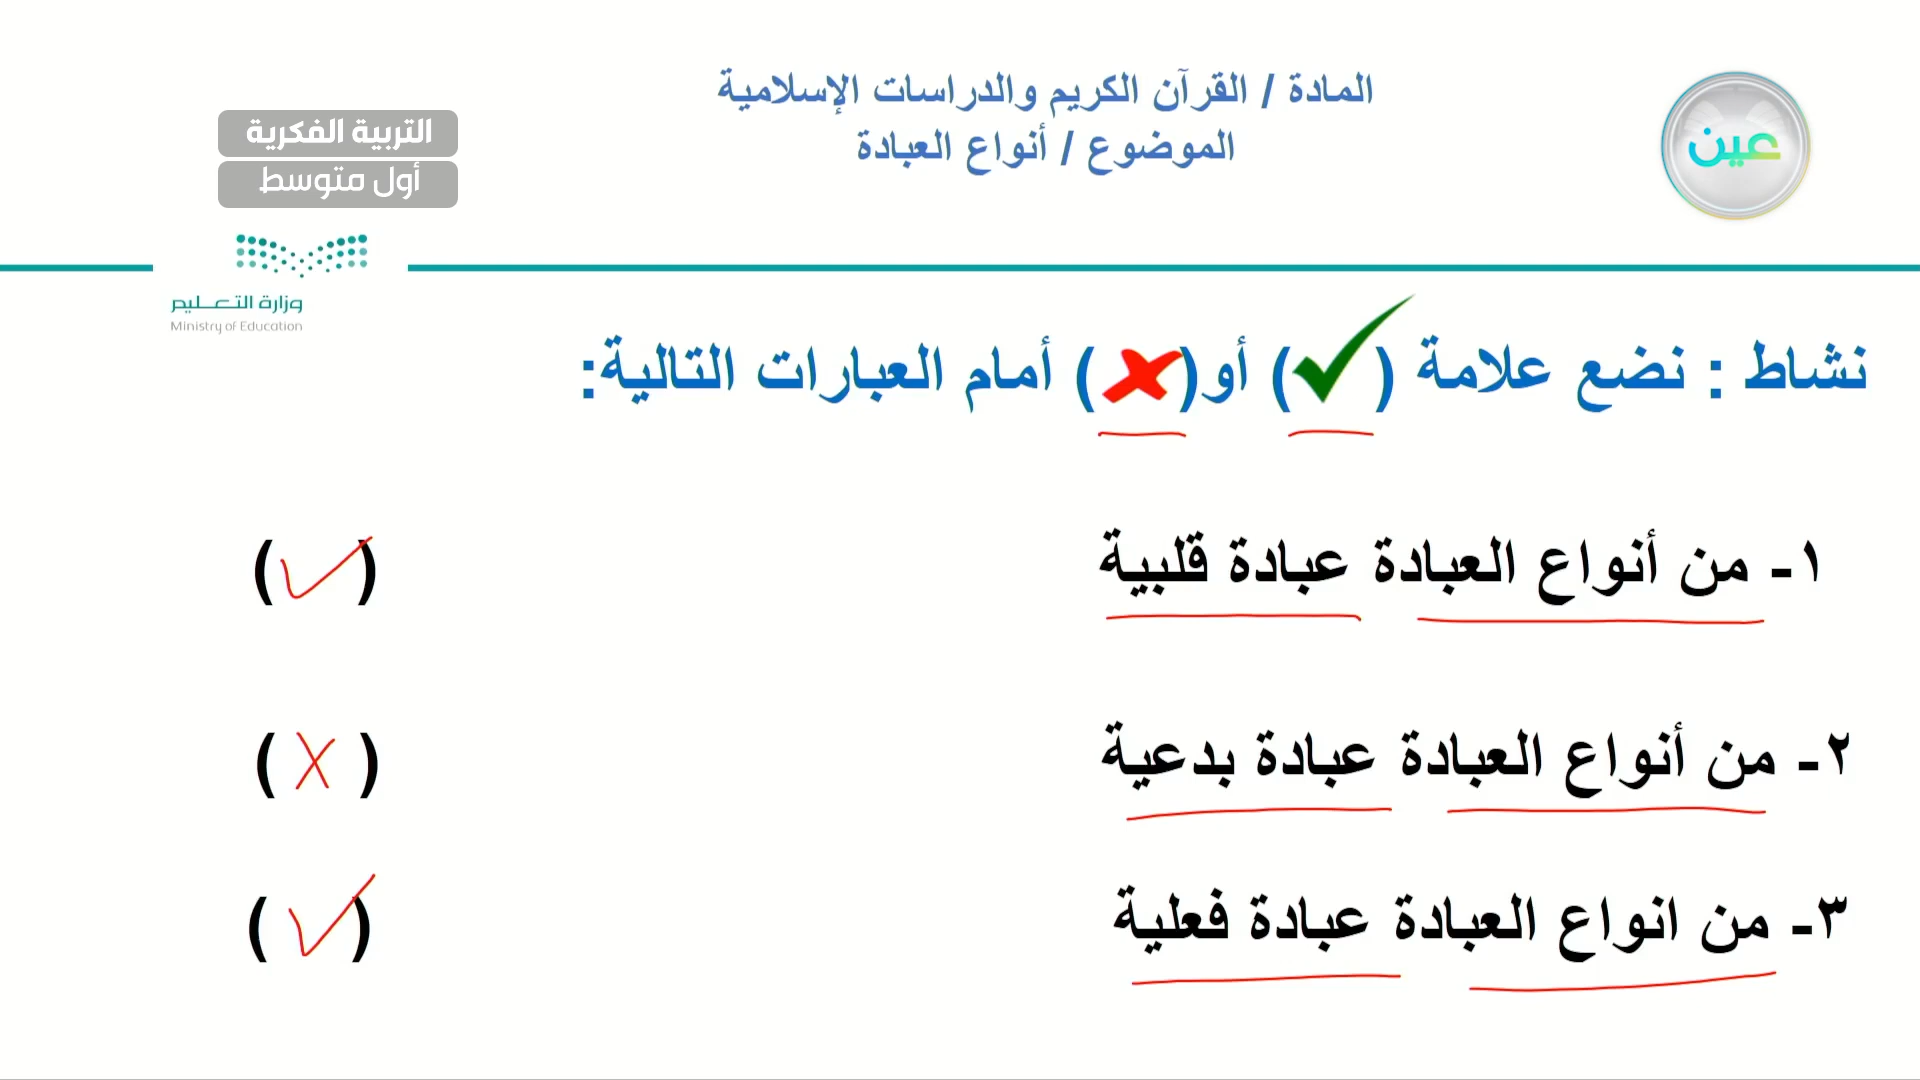 المادة / القرآن الكريم والدراسات الإسلامية
الموضوع / أنواع العبادة
عين
التربية الفكرية
أول متوسط
وزارة التعليم
Ministry of Education
نشاط : نضع علامة (✓) أو(✗) أمام العبارات التالية:
١- من أنواع العبادة عبادة قلبية (✓)
٢- من أنواع العبادة عبادة بدعية (✗)
٣- من انواع العبادة عبادة فعلية (✓)